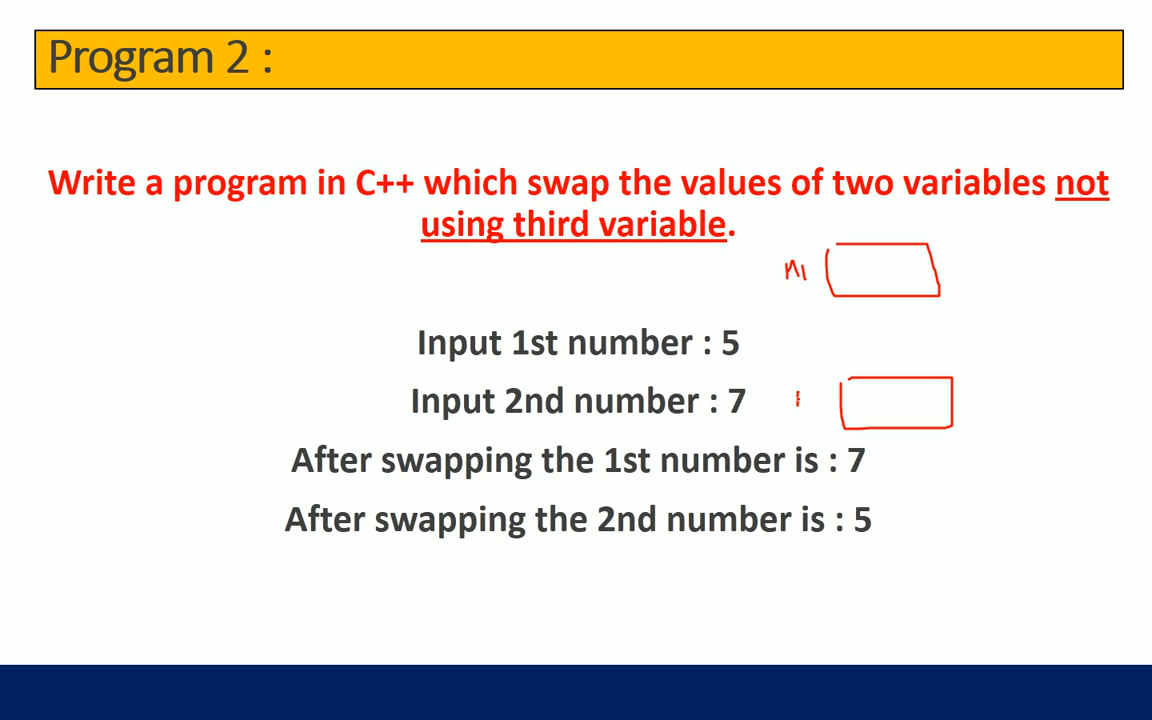 Program 2 :
Write a program in C++ which swap the values of two variables not
using third variable.
n1
Input 1st number : 5
Input 2nd number : 7
After swapping the 1st number is : 7
After swapping the 2nd number is : 5